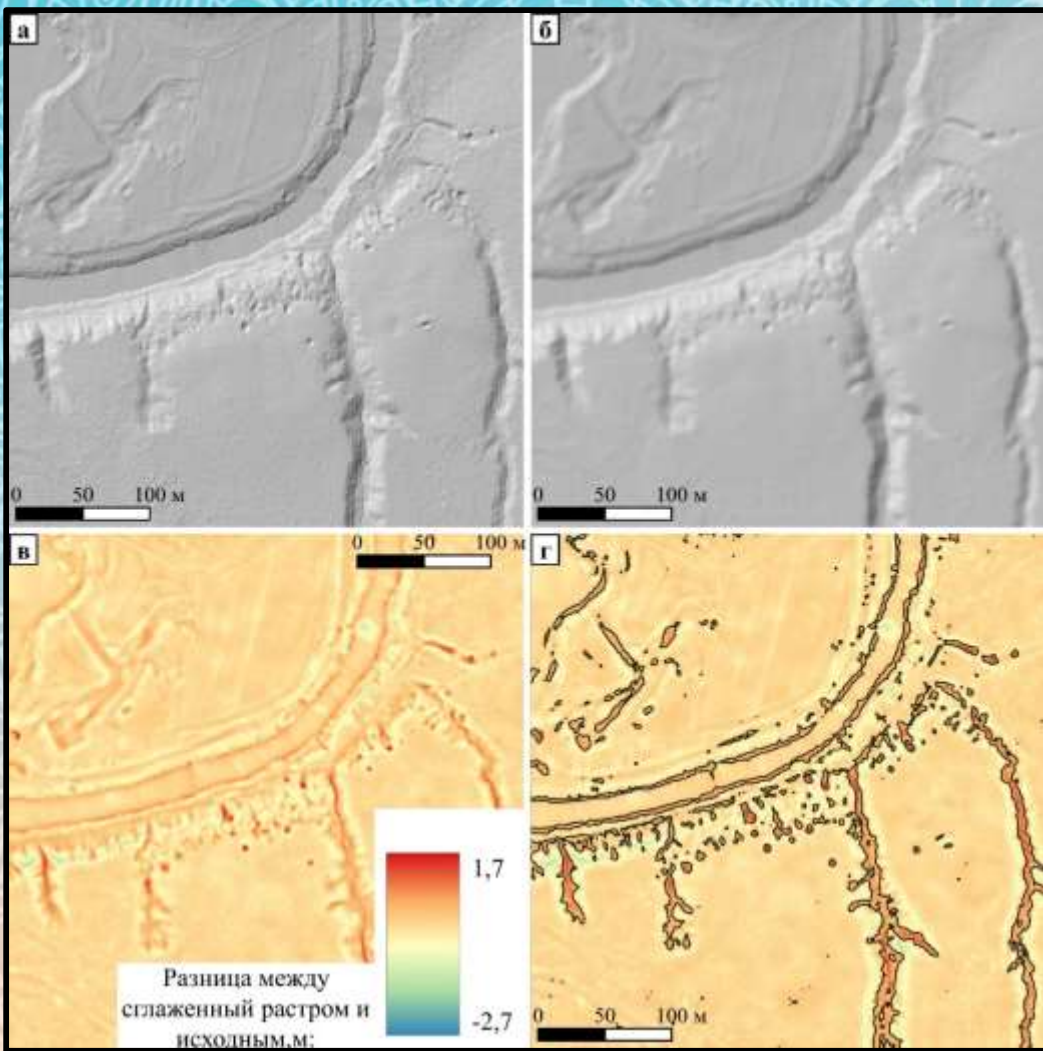 а
б
0 50 100 м
0 50 100 м
в
0 50 100 м
г
1,7
-2,7
Разница между
сглаженный растром и
исходным,м:
0 50 100 м